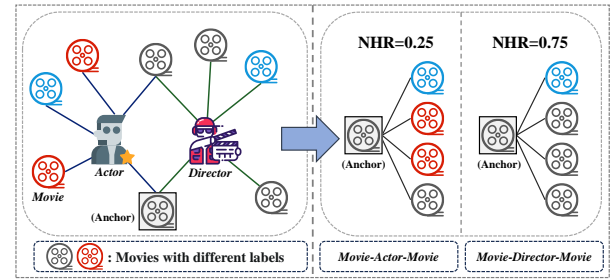 NHR=0.25
NHR=0.75
Actor
Director
Movie
(Anchor)
(Anchor)
(Anchor)
: Movies with different labels
Movie-Actor-Movie
Movie-Director-Movie